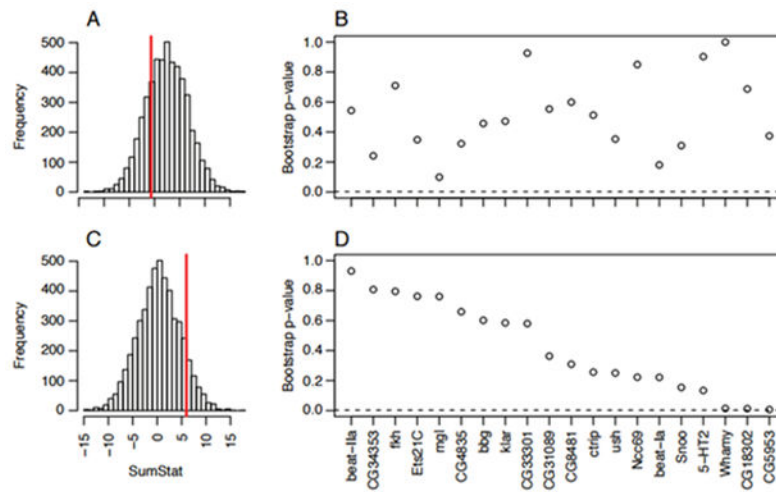 A
B
Frequency
500
400
300
200
100
0
Bootstrap p-value
1.0
0.8
0.6
0.4
0.2
0.0
C
D
Frequency
500
400
300
200
100
0
-15
-10
-5
0
5
10
15
SumStat
Bootstrap p-value
1.0
0.8
0.6
0.4
0.2
0.0
beat-IIa
CG34353
fkh
Ets21C
mgl
CG4835
bbg
klar
CG33301
CG31089
CG8481
ctrip
ush
Ncc69
beat-Ia
Snoo
5-HT2
Whamy
CG18302
CG5953